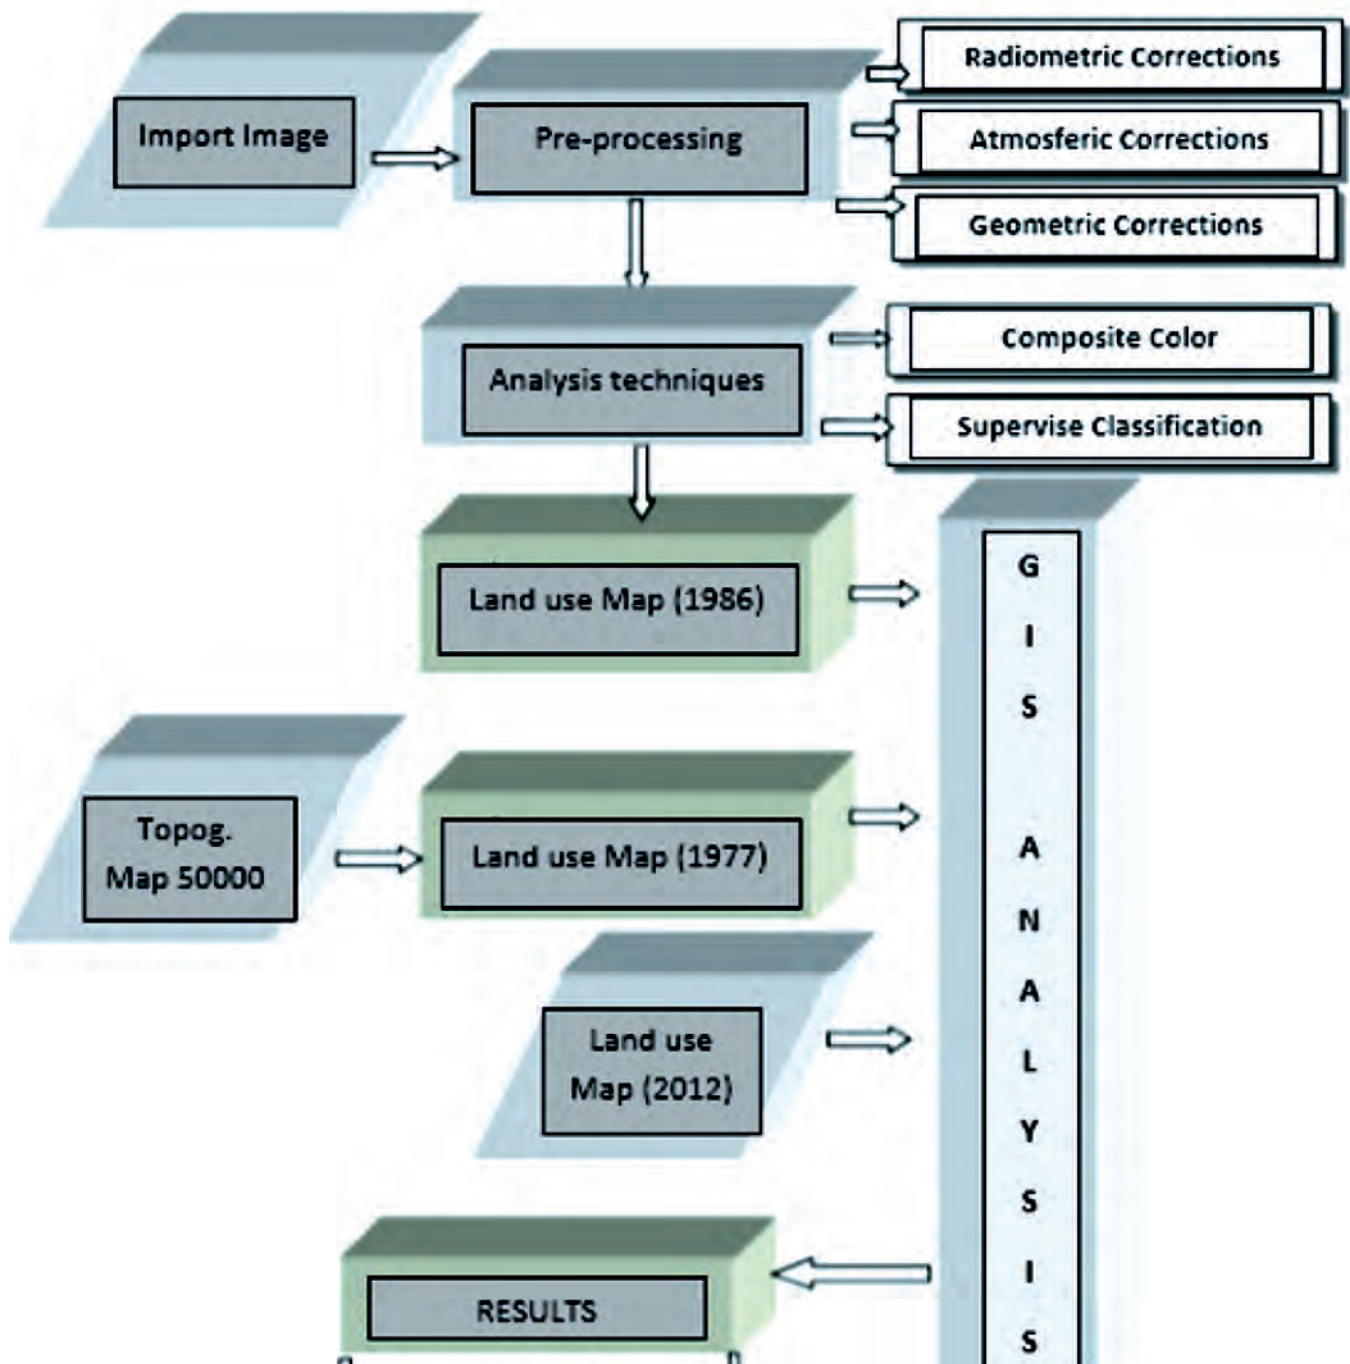 Import Image
Pre-processing
Radiometric Corrections
Atmosferic Corrections
Geometric Corrections
Analysis techniques
Composite Color
Supervise Classification
Land use Map (1986)
Topog.
Map 50000
Land use Map (1977)
Land use
Map (2012)
G
I
S
A
N
A
L
Y
S
I
S
RESULTS